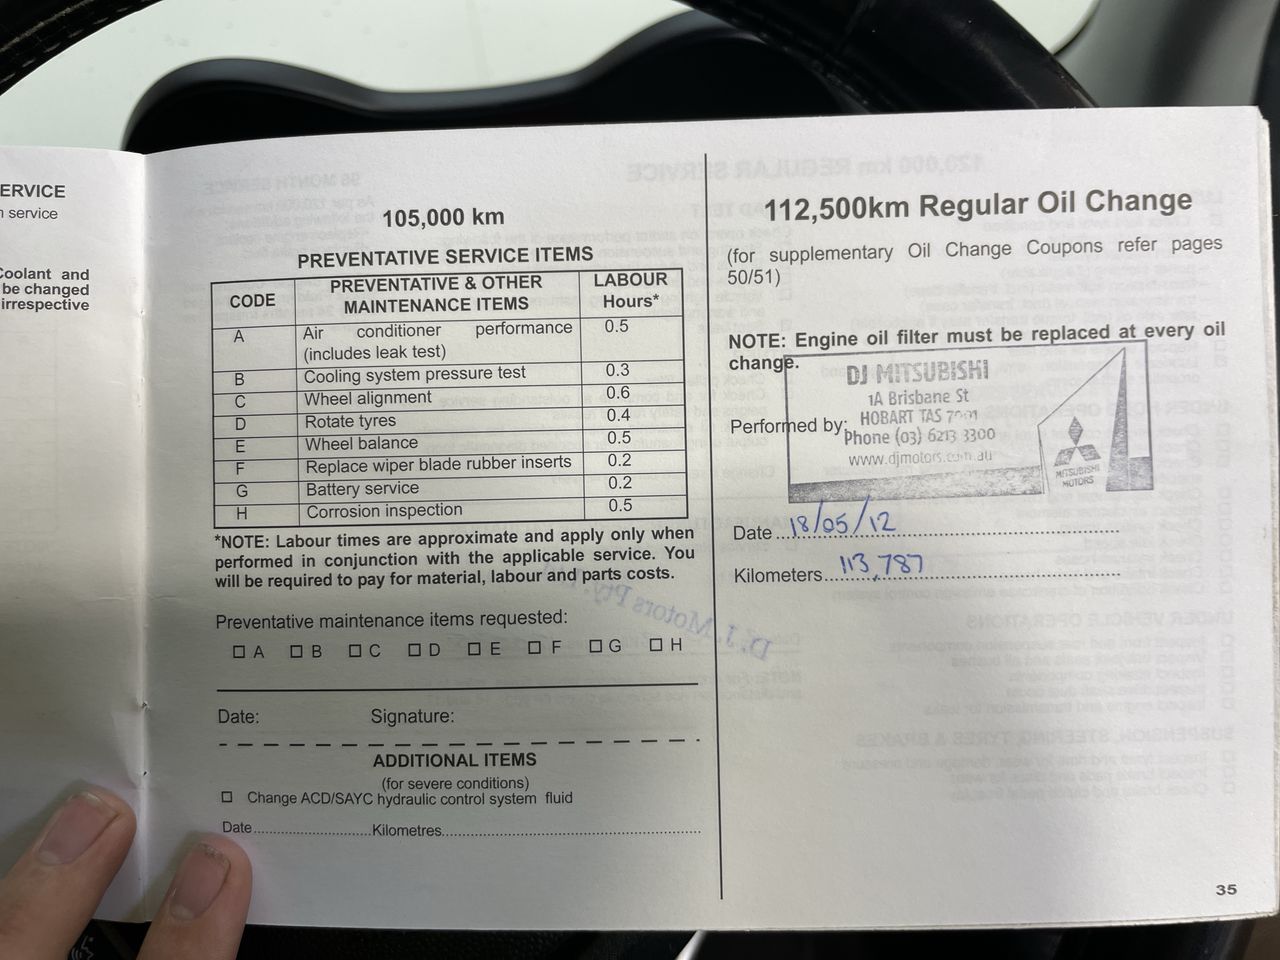 ERVICE
service
Coolant and
be changed
irrespective
105,000 km
PREVENTATIVE SERVICE ITEMS
CODE PREVENTATIVE & OTHER MAINTENANCE ITEMS LABOUR Hours*
A Air conditioner performance (includes leak test) 0.5
B Cooling system pressure test 0.3
C Wheel alignment 0.6
D Rotate tyres 0.4
E Wheel balance 0.5
F Replace wiper blade rubber inserts 0.2
G Battery service 0.2
H Corrosion inspection 0.5
*NOTE: Labour times are approximate and apply only when
performed in conjunction with the applicable service. You
will be required to pay for material, labour and parts costs.
Preventative maintenance items requested:
☐ A ☐ B ☐ C ☐ D ☐ E ☐ F ☐ G ☐ H
Date: Signature:
ADDITIONAL ITEMS
(for severe conditions)
☐ Change ACD/SAYC hydraulic control system fluid
Date........................Kilometres........................
112,500km Regular Oil Change
(for supplementary Oil Change Coupons refer pages
50/51)
NOTE: Engine oil filter must be replaced at every oil
change.
DJ MITSUBISHI
1A Brisbane St
HOBART TAS
Performed by:
Phone (03) 6213 3300
www.djmotors.com.au
MITSUBISHI
MOTORS
Date 18/05/12
Kilometers 113,787
35